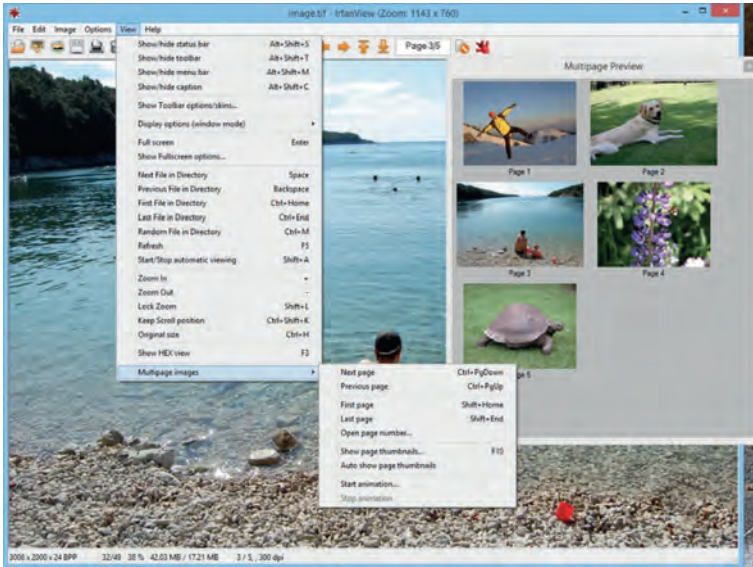 image.tif - IrfanView (Zoom: 1143 x 760)
File Edit Image Options View Help
Page 3/5
Show/hide status bar Alt+Shift+S
Show/hide toolbar Alt+Shift+T
Show/hide menu bar Alt+Shift+M
Show/hide caption Alt+Shift+C
Show Toolbar options/skins...
Display options (window mode)
Full screen Enter
Show Fullscreen options...
Next File in Directory Space
Previous File in Directory Backspace
First File in Directory Ctrl+Home
Last File in Directory Ctrl+End
Random File in Directory Ctrl+M
Refresh F5
Start/Stop automatic viewing Shift+A
Zoom In +
Zoom Out -
Lock Zoom Shift+L
Keep Scroll position Ctrl+Shift+K
Original size Ctrl+H
Show HEX view F3
Multipage images
Next page Ctrl+PgDown
Previous page Ctrl+PgUp
First page Shift+Home
Last page Shift+End
Open page number...
Show page thumbnails... F10
Auto show page thumbnails
Start animation...
Stop animation
Multipage Preview
Page 1 Page 2
Page 3 Page 4
5
3008 x 2000 x 24 BPP 32/49 38 % 42.03 MB / 17.21 MB 3 / 5, , 300 dpi